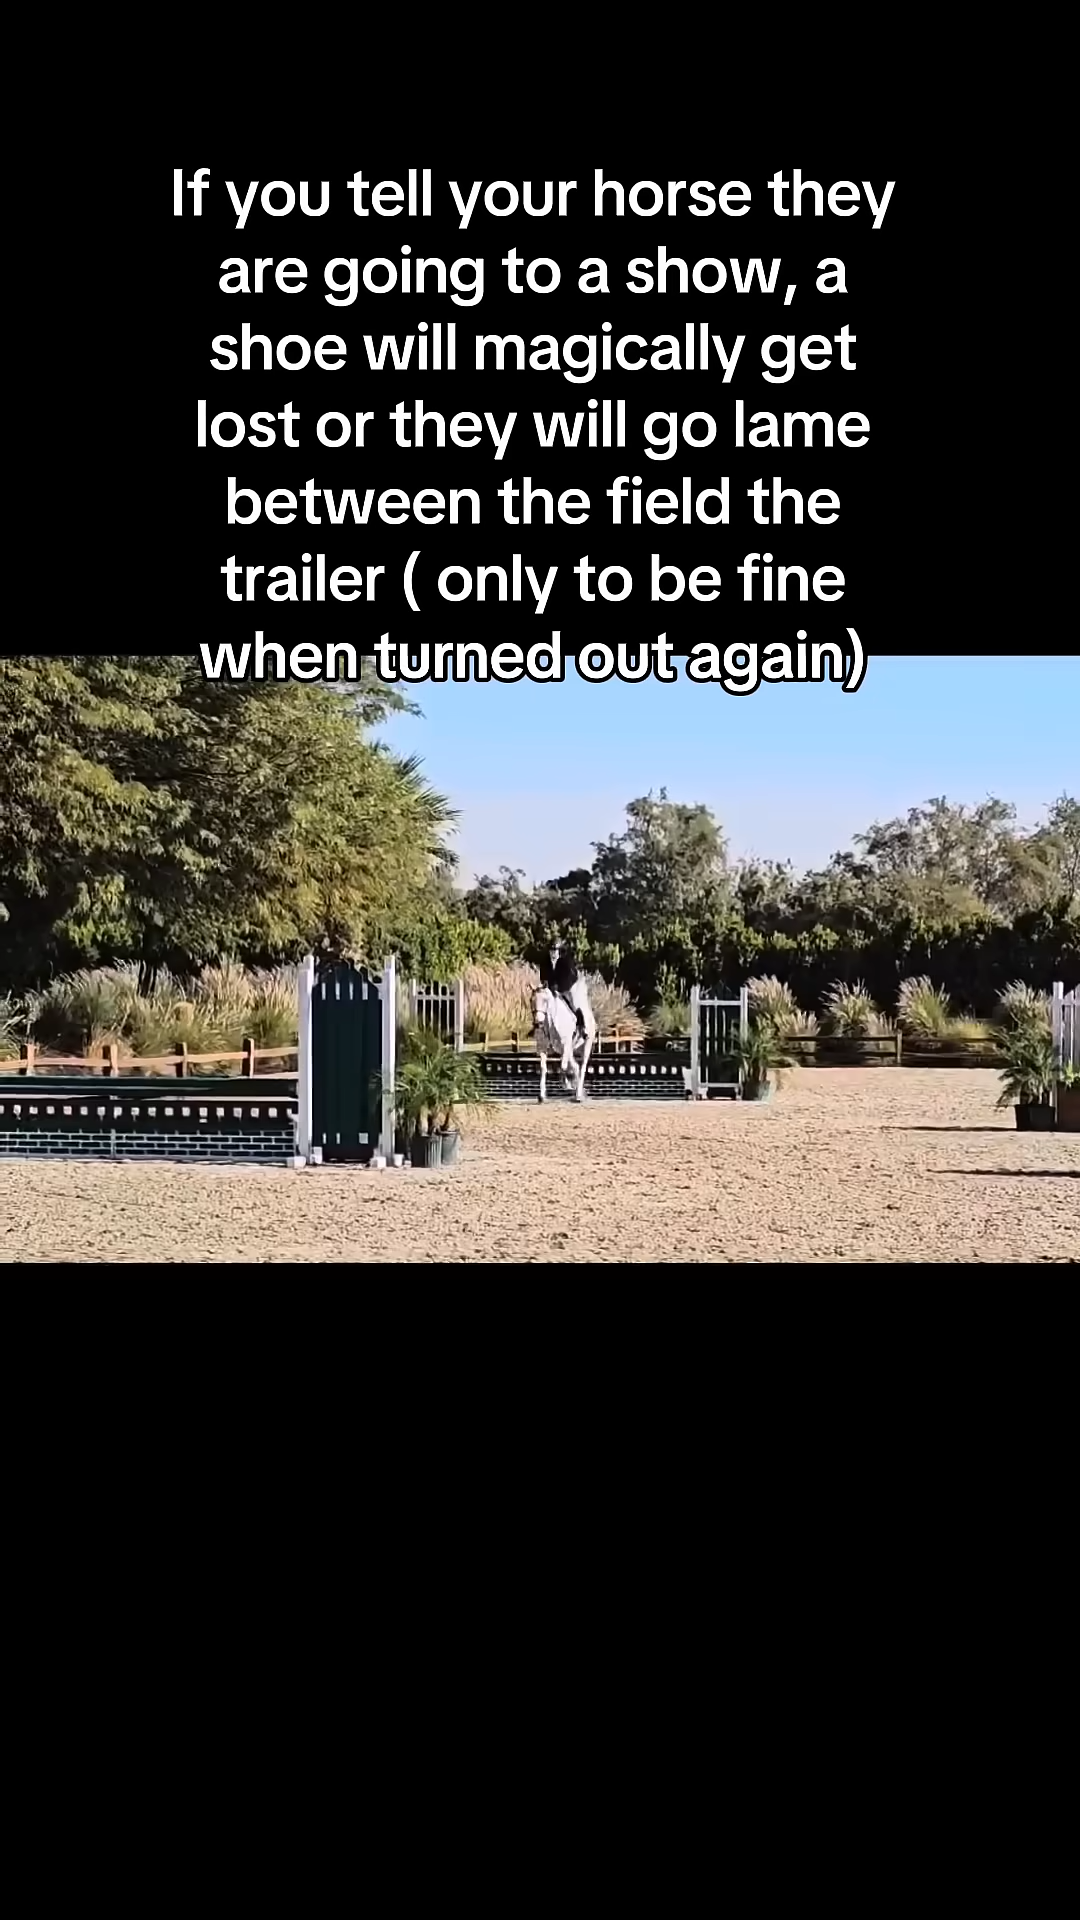 If you tell your horse they
are going to a show, a
shoe will magically get
lost or they will go lame
between the field the
trailer ( only to be fine
when turned out again)